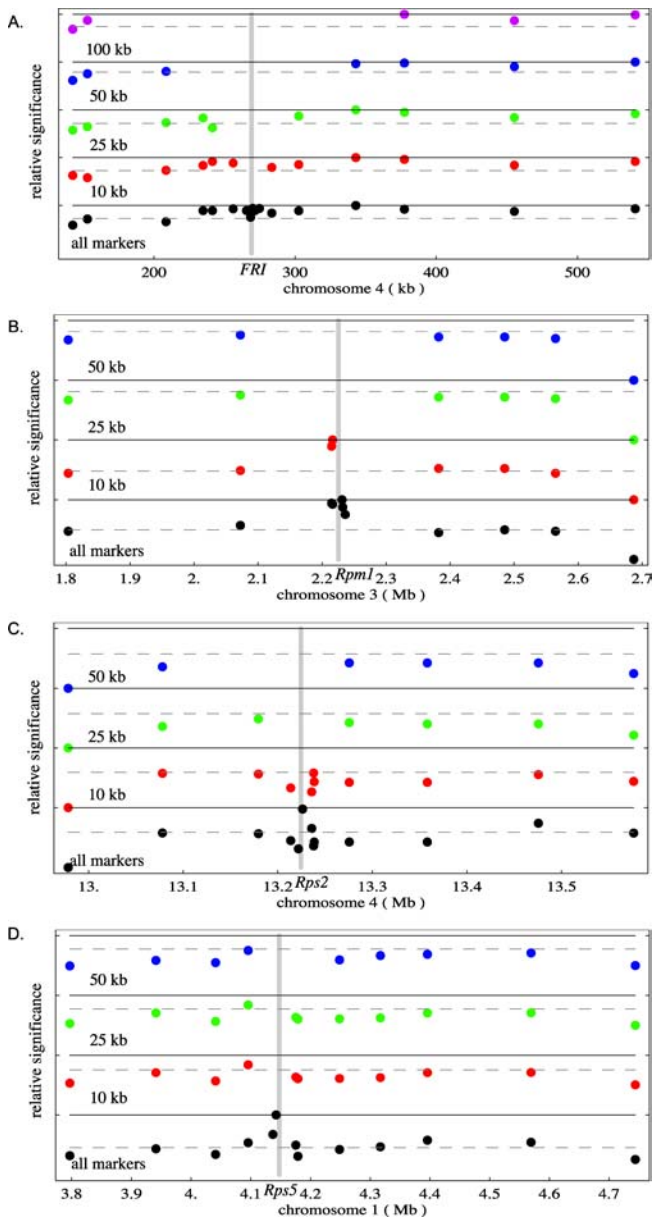 A.
relative significance
100 kb
50 kb
25 kb
10 kb
all markers
200 300 400 500
FRI
chromosome 4 ( kb )
B.
relative significance
50 kb
25 kb
10 kb
all markers
1.8 1.9 2. 2.1 2.2 2.3 2.4 2.5 2.6 2.7
Rpm1
chromosome 3 ( Mb )
C.
relative significance
50 kb
25 kb
10 kb
all markers
13. 13.1 13.2 13.3 13.4 13.5
Rps2
chromosome 4 ( Mb )
D.
relative significance
50 kb
25 kb
10 kb
all markers
3.8 3.9 4. 4.1 4.2 4.3 4.4 4.5 4.6 4.7
Rps5
chromosome 1 ( Mb )